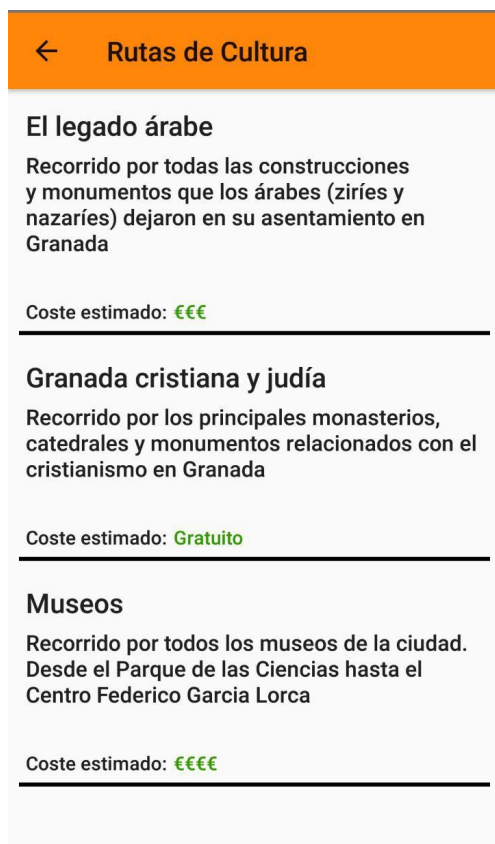 Rutas de Cultura
El legado árabe
Recorrido por todas las construcciones
y monumentos que los árabes (ziríes y
nazaríes) dejaron en su asentamiento en
Granada
Coste estimado: €€€
Granada cristiana y judía
Recorrido por los principales monasterios,
catedrales y monumentos relacionados con el
cristianismo en Granada
Coste estimado: Gratuito
Museos
Recorrido por todos los museos de la ciudad.
Desde el Parque de las Ciencias hasta el
Centro Federico Garcia Lorca
Coste estimado: €€€€